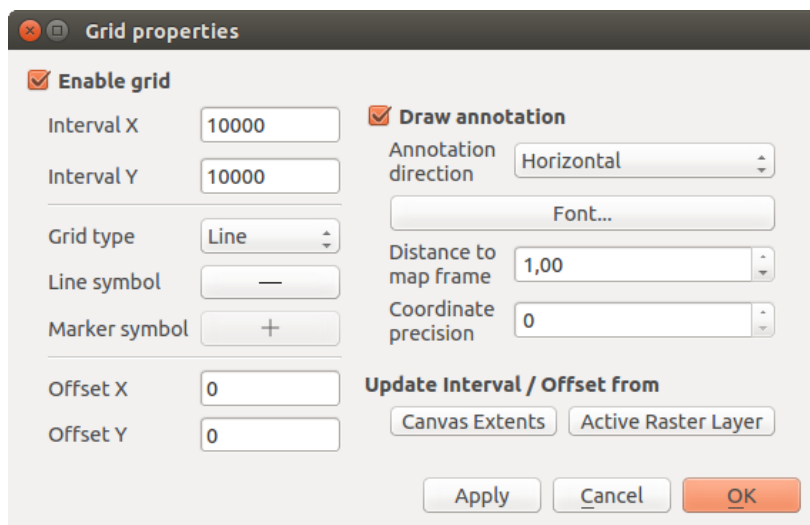 Grid properties
Enable grid
Interval X 10000
Interval Y 10000
Grid type Line
Line symbol
Marker symbol
Offset X 0
Offset Y 0
Draw annotation
Annotation
direction
Horizontal
Font...
Distance to
map frame
1,00
Coordinate
precision
0
Update Interval / Offset from
Canvas Extents Active Raster Layer
Apply Cancel OK